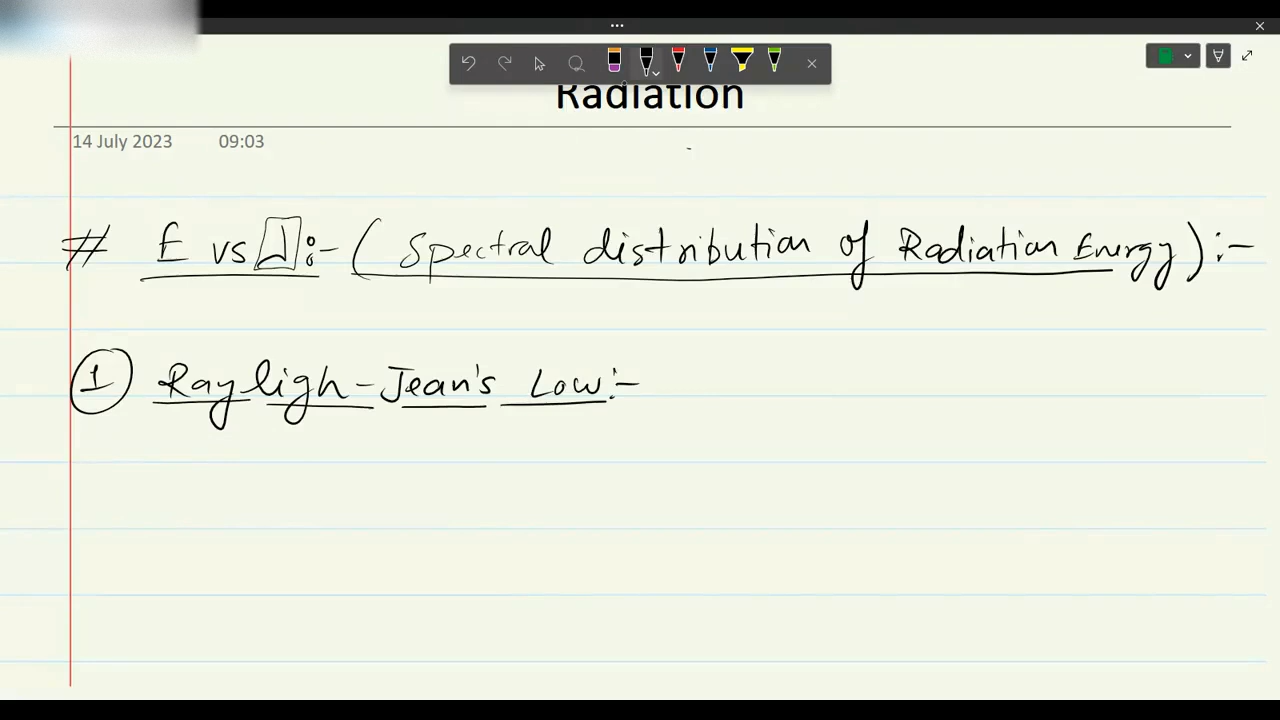 Radiation
14 July 2023 09:03
# E vs λ :- ( Spectral distribution of Radiation Energy ) :-
① Rayligh - Jean's Low :-